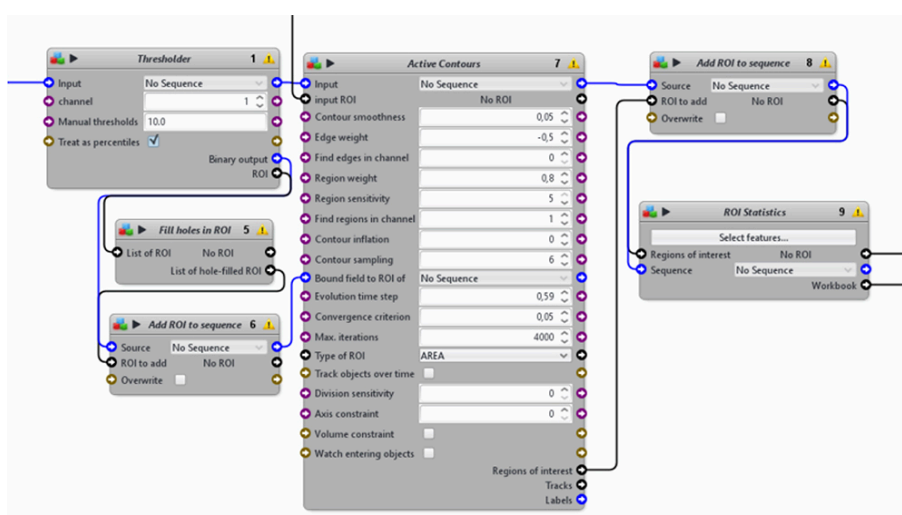 Thresholder 1
Input No Sequence
channel 1
Manual thresholds 10.0
Treat as percentiles
Binary output
ROI
Fill holes in ROI 5
List of ROI No ROI
List of hole-filled ROI
Add ROI to sequence 6
Source No Sequence
ROI to add No ROI
Overwrite
Active Contours 7
Input No Sequence
input ROI No ROI
Contour smoothness 0,05
Edge weight -0,5
Find edges in channel 0
Region weight 0,8
Region sensitivity 5
Find regions in channel 1
Contour inflation 0
Contour sampling 6
Bound field to ROI of No Sequence
Evolution time step 0,59
Convergence criterion 0,05
Max. iterations 4000
Type of ROI AREA
Track objects over time
Division sensitivity 0
Axis constraint 0
Volume constraint
Watch entering objects
Regions of interest
Tracks
Labels
Add ROI to sequence 8
Source No Sequence
ROI to add No ROI
Overwrite
ROI Statistics 9
Select features...
Regions of interest No ROI
Sequence No Sequence
Workbook